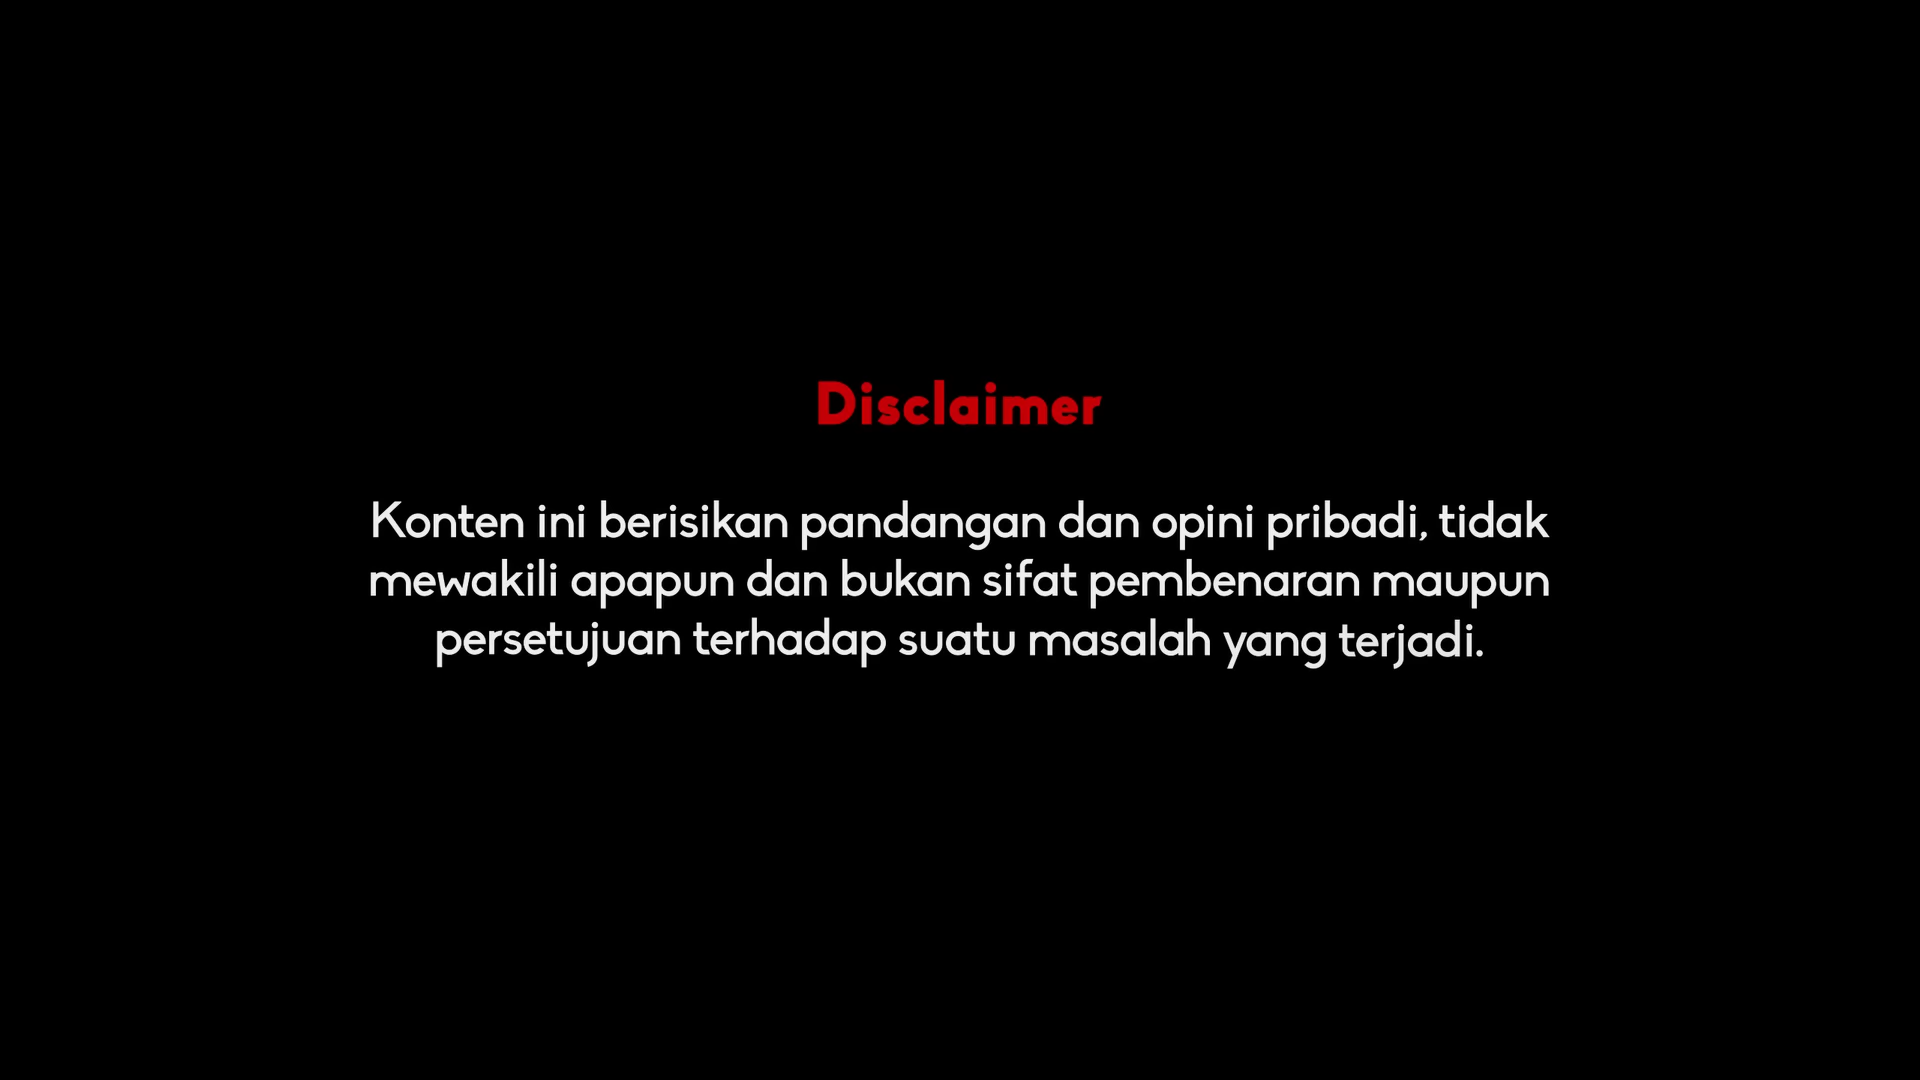 Disclaimer
Konten ini berisikan pandangan dan opini pribadi, tidak
mewakili apapun dan bukan sifat pembenaran maupun
persetujuan terhadap suatu masalah yang terjadi.